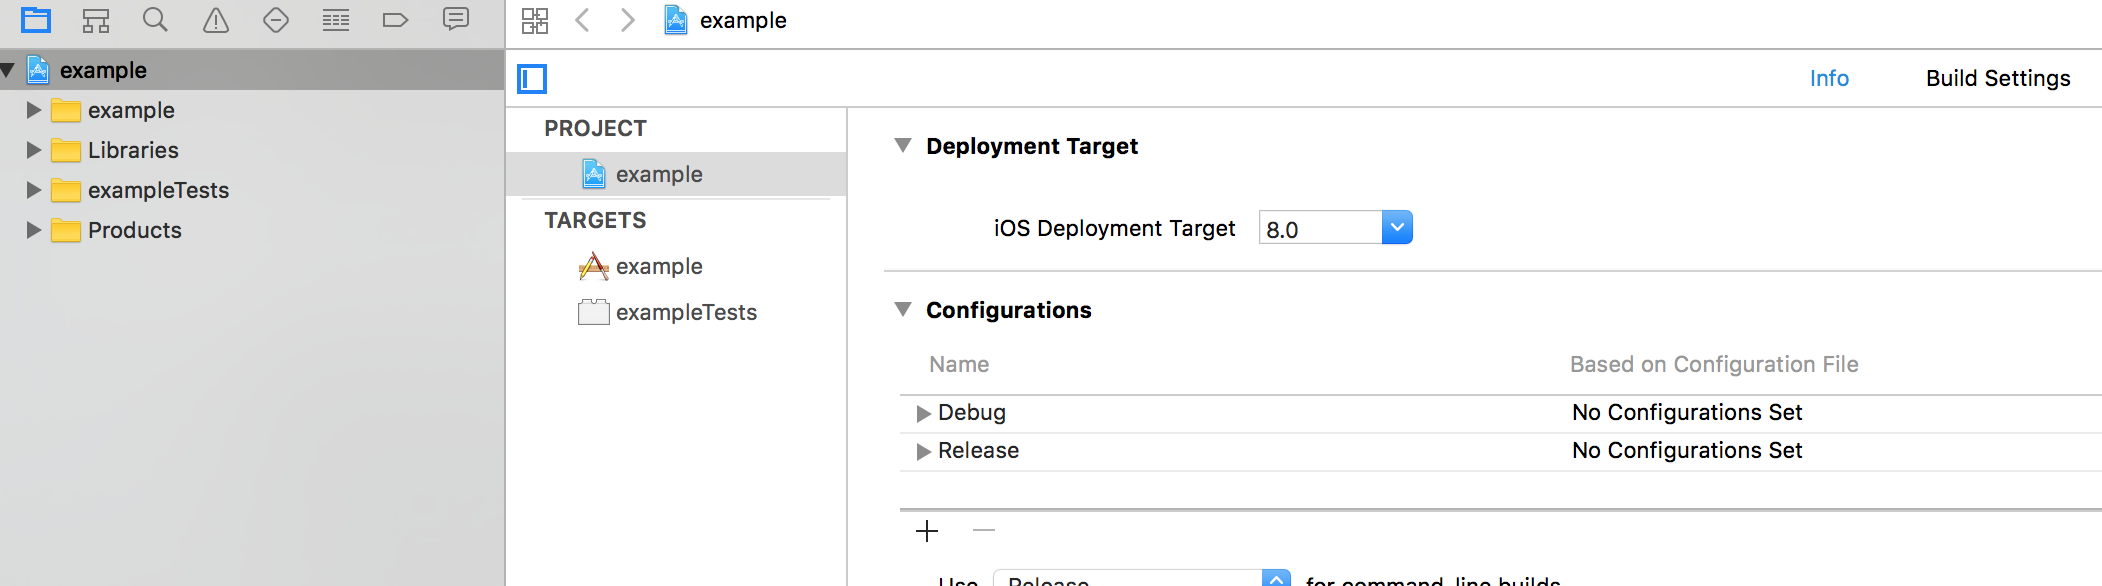 example
example
Libraries
exampleTests
Products
example
Info Build Settings
PROJECT
example
TARGETS
example
exampleTests
Deployment Target
iOS Deployment Target 8.0
Configurations
Name Based on Configuration File
Debug No Configurations Set
Release No Configurations Set
Use Release for command-line builds